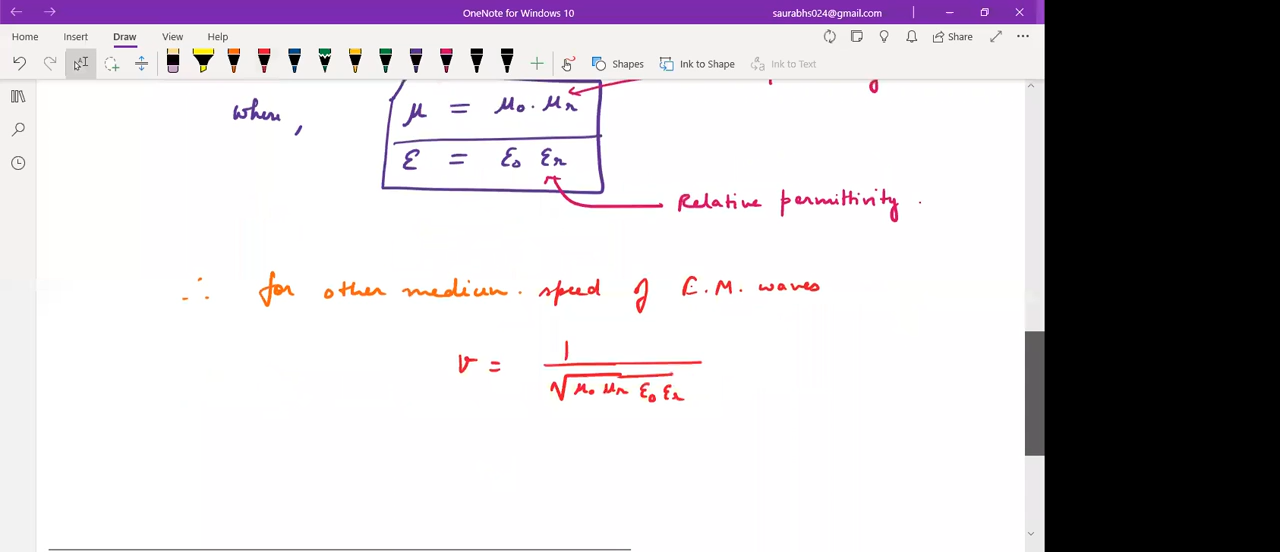 OneNote for Windows 10
saurabhs024@gmail.com
Home Insert Draw View Help
Share
Shapes Ink to Shape Ink to Text
where, μ = μ₀ . μᵣ
ε = ε₀ εᵣ
Relative permittivity .
∴ for other medium . speed of E.M. waves
v = 1 / √μ₀ μᵣ ε₀ εᵣ